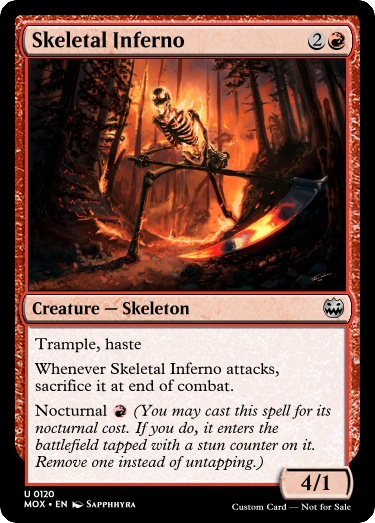 Skeletal Inferno 2
Creature — Skeleton
Trample, haste
Whenever Skeletal Inferno attacks,
sacrifice it at end of combat.
Nocturnal (You may cast this spell for its
nocturnal cost. If you do, it enters the
battlefield tapped with a stun counter on it.
Remove one instead of untapping.)
4/1
U 0120
MOX • EN SAPPHHYRA
Custom Card — Not for Sale